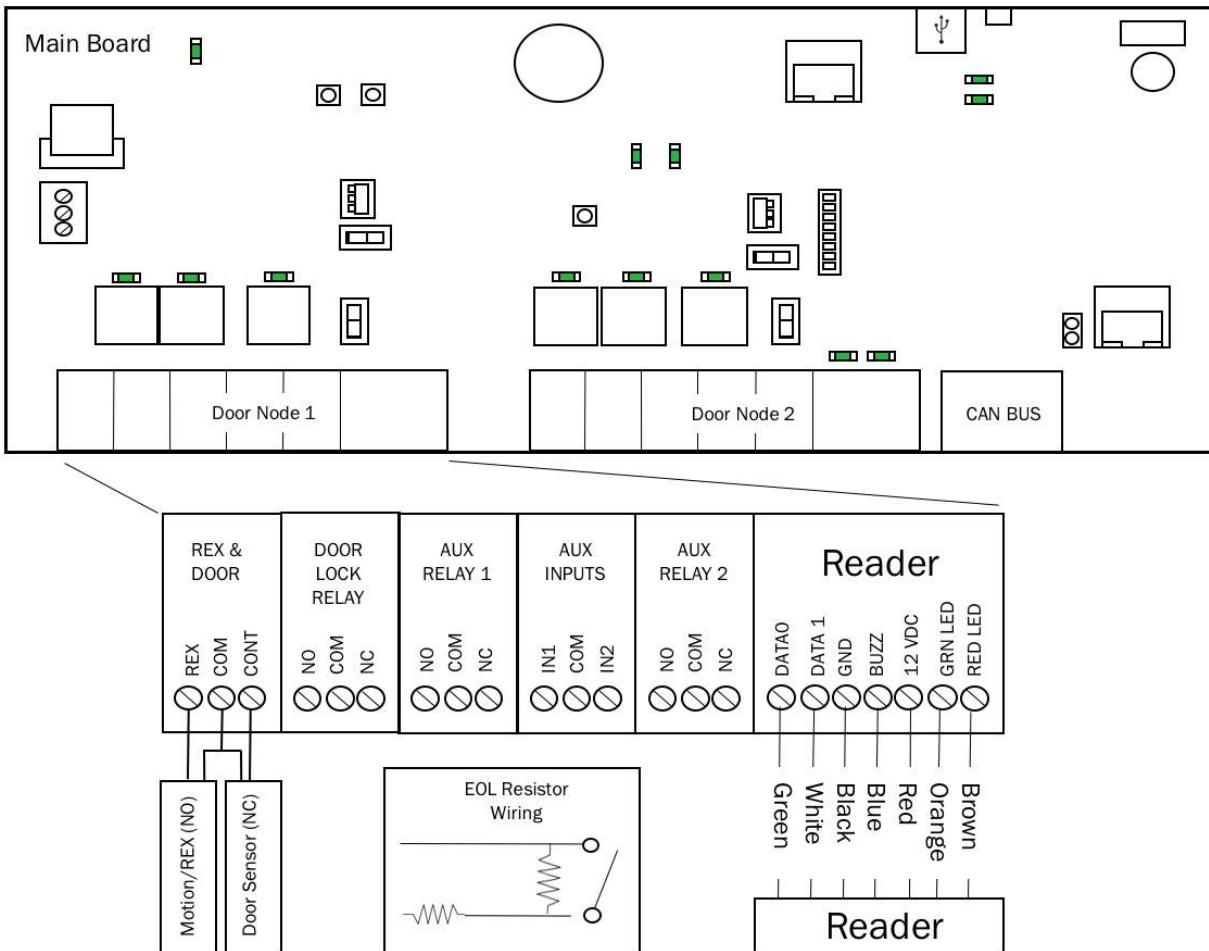 Main Board
Door Node 1
Door Node 2
CAN BUS
REX &
DOOR
DOOR
LOCK
RELAY
AUX
RELAY 1
AUX
INPUTS
AUX
RELAY 2
Reader
REX
COM
CONT
NO
COM
NC
NO
COM
NC
IN1
COM
IN2
NO
COM
NC
DATA0
DATA 1
GND
BUZZ
12 VDC
GRN LED
RED LED
Motion/REX (NO)
Door Sensor (NC)
EOL Resistor
Wiring
Green
White
Black
Blue
Red
Orange
Brown
Reader